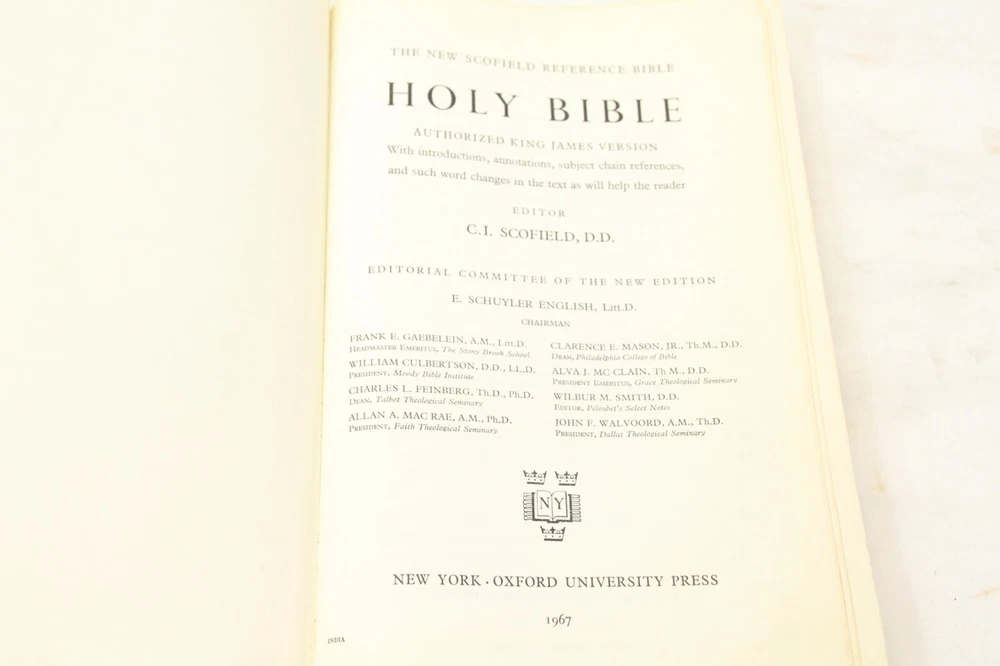 THE NEW SCOFIELD REFERENCE BIBLE
HOLY BIBLE
AUTHORIZED KING JAMES VERSION
With introductions, annotations, subject chain references,
and such word changes in the text as will help the reader
EDITOR
C.I. SCOFIELD, D.D.
EDITORIAL COMMITTEE OF THE NEW EDITION
E. SCHUYLER ENGLISH, Litt.D.
CHAIRMAN
FRANK E. GAEBELEIN, A.M., Litt.D.
HEADMASTER EMERITUS, The Stony Brook School
WILLIAM CULBERTSON, D.D., LL.D.
PRESIDENT, Moody Bible Institute
CHARLES L. FEINBERG, Th.D., Ph.D.
DEAN, Talbot Theological Seminary
ALLAN A. MAC RAE, A.M., Ph.D.
PRESIDENT, Faith Theological Seminary
CLARENCE E. MASON, JR., Th.M., D.D.
DEAN, Philadelphia College of Bible
ALVA J. MC CLAIN, Th.M., D.D.
PRESIDENT EMERITUS, Grace Theological Seminary
WILBUR M. SMITH, D.D.
EDITOR, Peloubet's Select Notes
JOHN F. WALVOORD, A.M., Th.D.
PRESIDENT, Dallas Theological Seminary
NY
NEW YORK · OXFORD UNIVERSITY PRESS
1967
INDIA